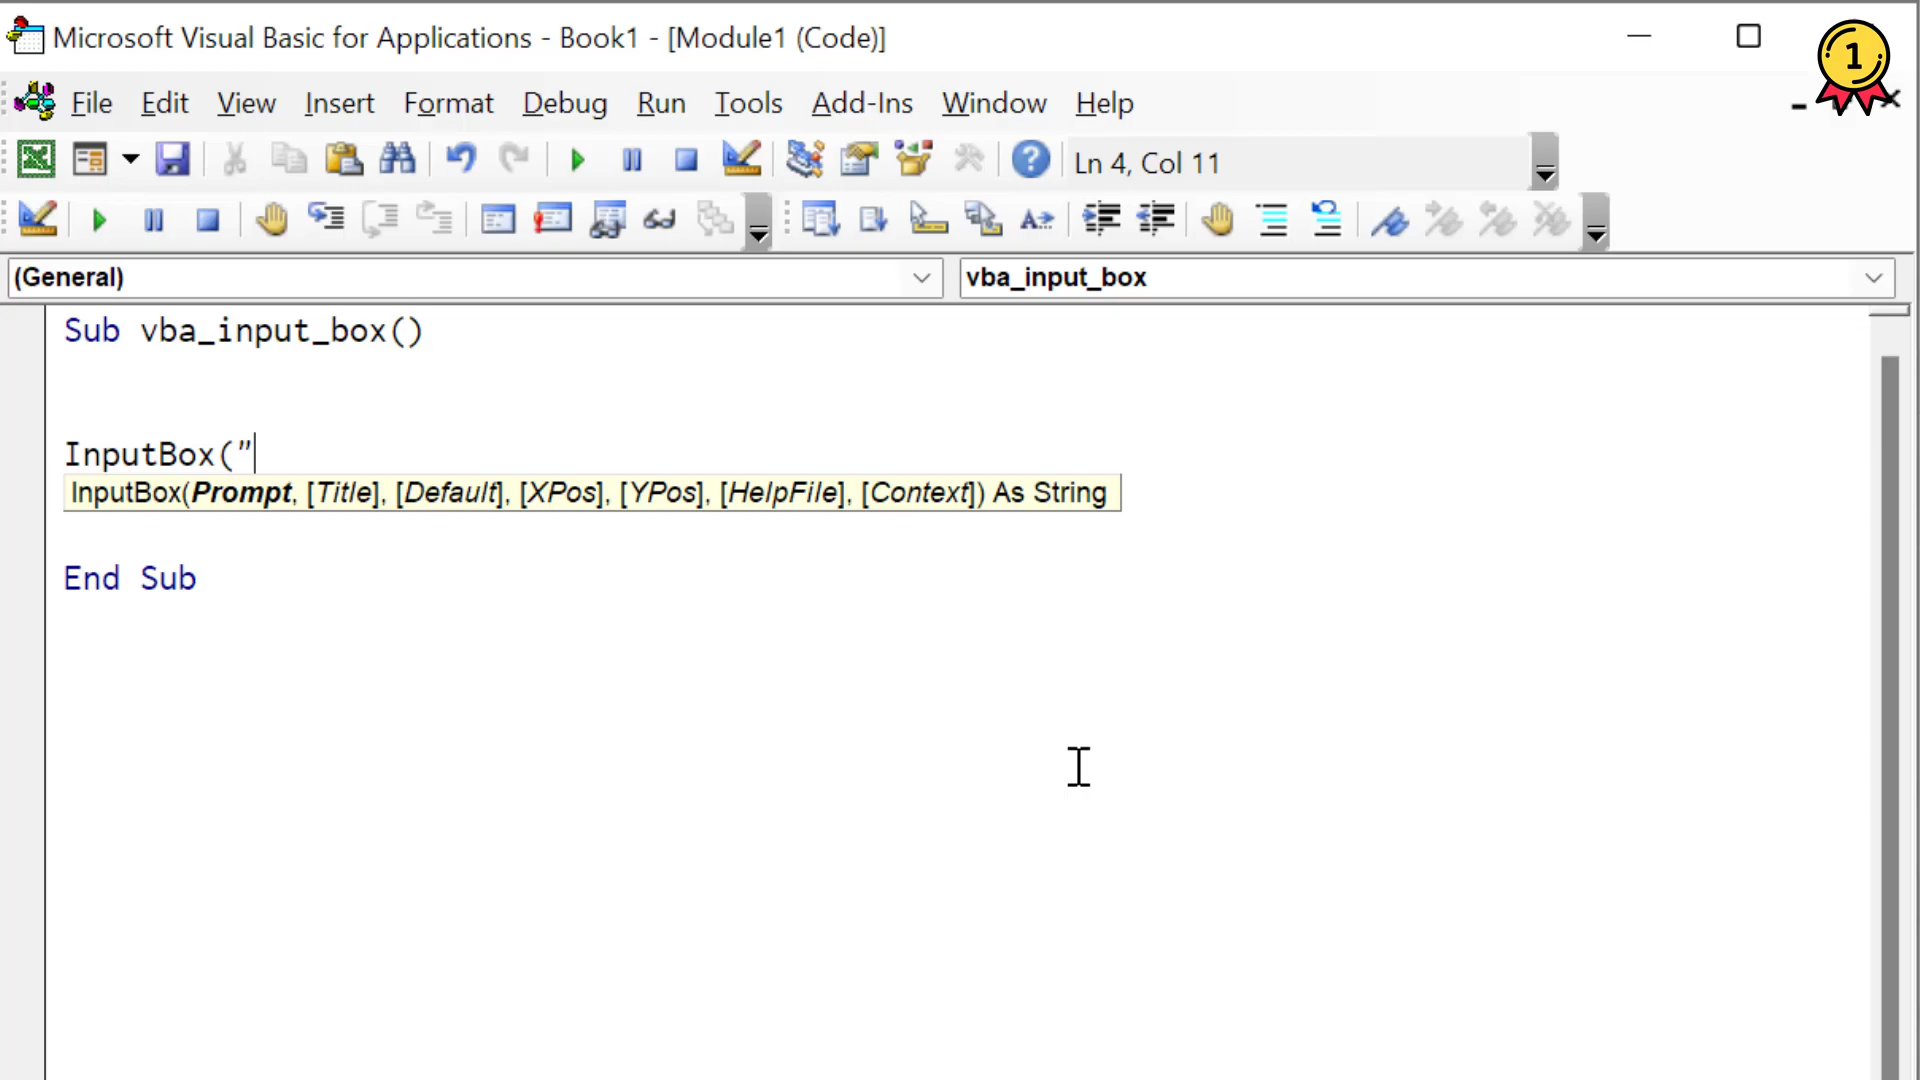 Microsoft Visual Basic for Applications - Book1 - [Module1 (Code)]
1
File Edit View Insert Format Debug Run Tools Add-Ins Window Help
Ln 4, Col 11
(General) vba_input_box
Sub vba_input_box()
InputBox("
InputBox(Prompt, [Title], [Default], [XPos], [YPos], [HelpFile], [Context]) As String
End Sub